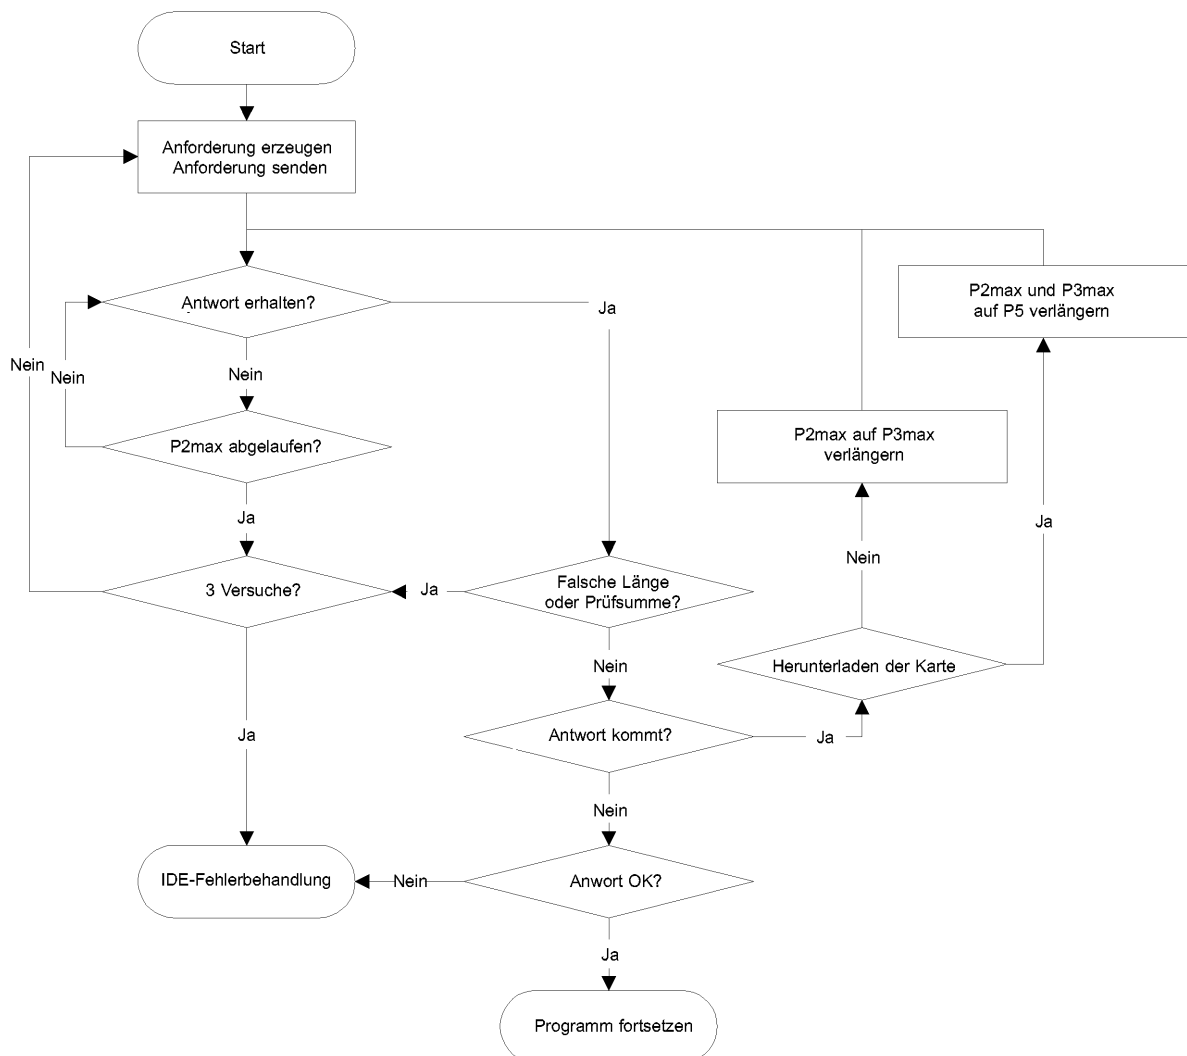 Start
Anforderung erzeugen
Anforderung senden
Antwort erhalten?
Ja
P2max und P3max
auf P5 verlängern
Nein
Nein
Nein
P2max auf P3max
verlängern
P2max abgelaufen?
Ja
Ja
Nein
3 Versuche?
Ja
Falsche Länge
oder Prüfsumme?
Nein
Herunterladen der Karte
Ja
Antwort kommt?
Ja
Nein
IDE-Fehlerbehandlung
Nein
Anwort OK?
Ja
Programm fortsetzen